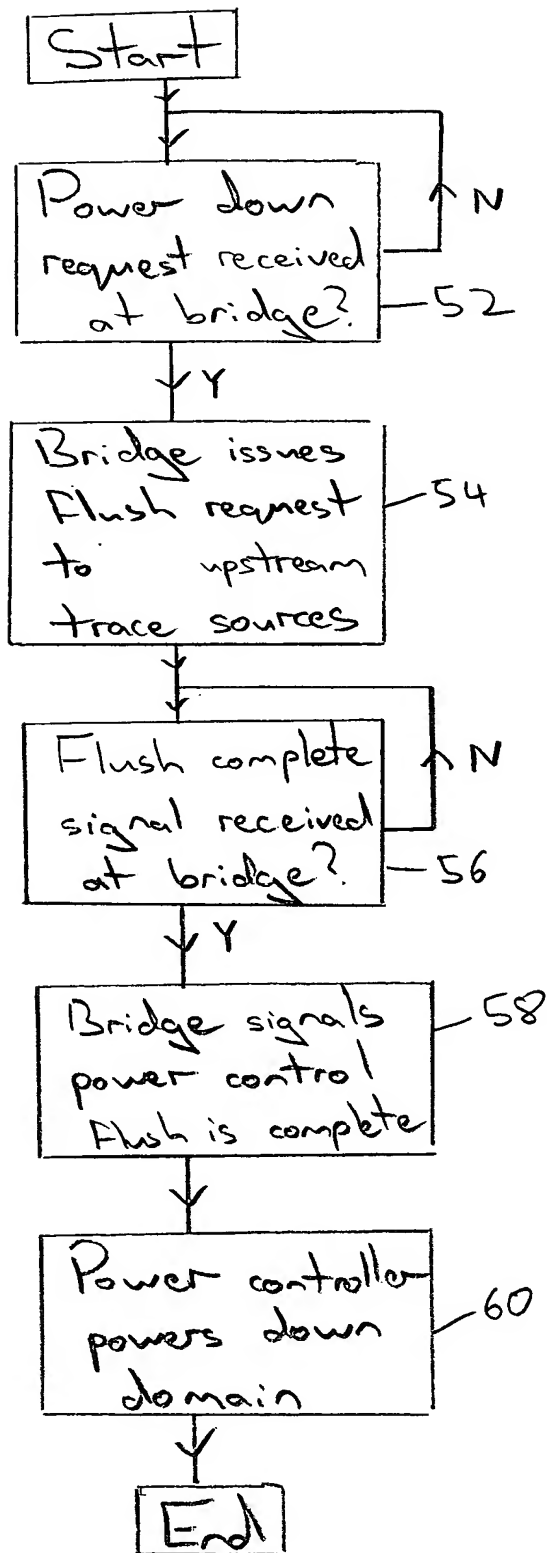 Start
Power down
N
request received
at bridge?
52
Y
Bridge issues
Flush request
54
to upstream
trace sources
Flush complete
N
signal received
at bridge?
56
Y
Bridge signals
58
power control
Flush is complete
Power controller
60
powers down
domain
End